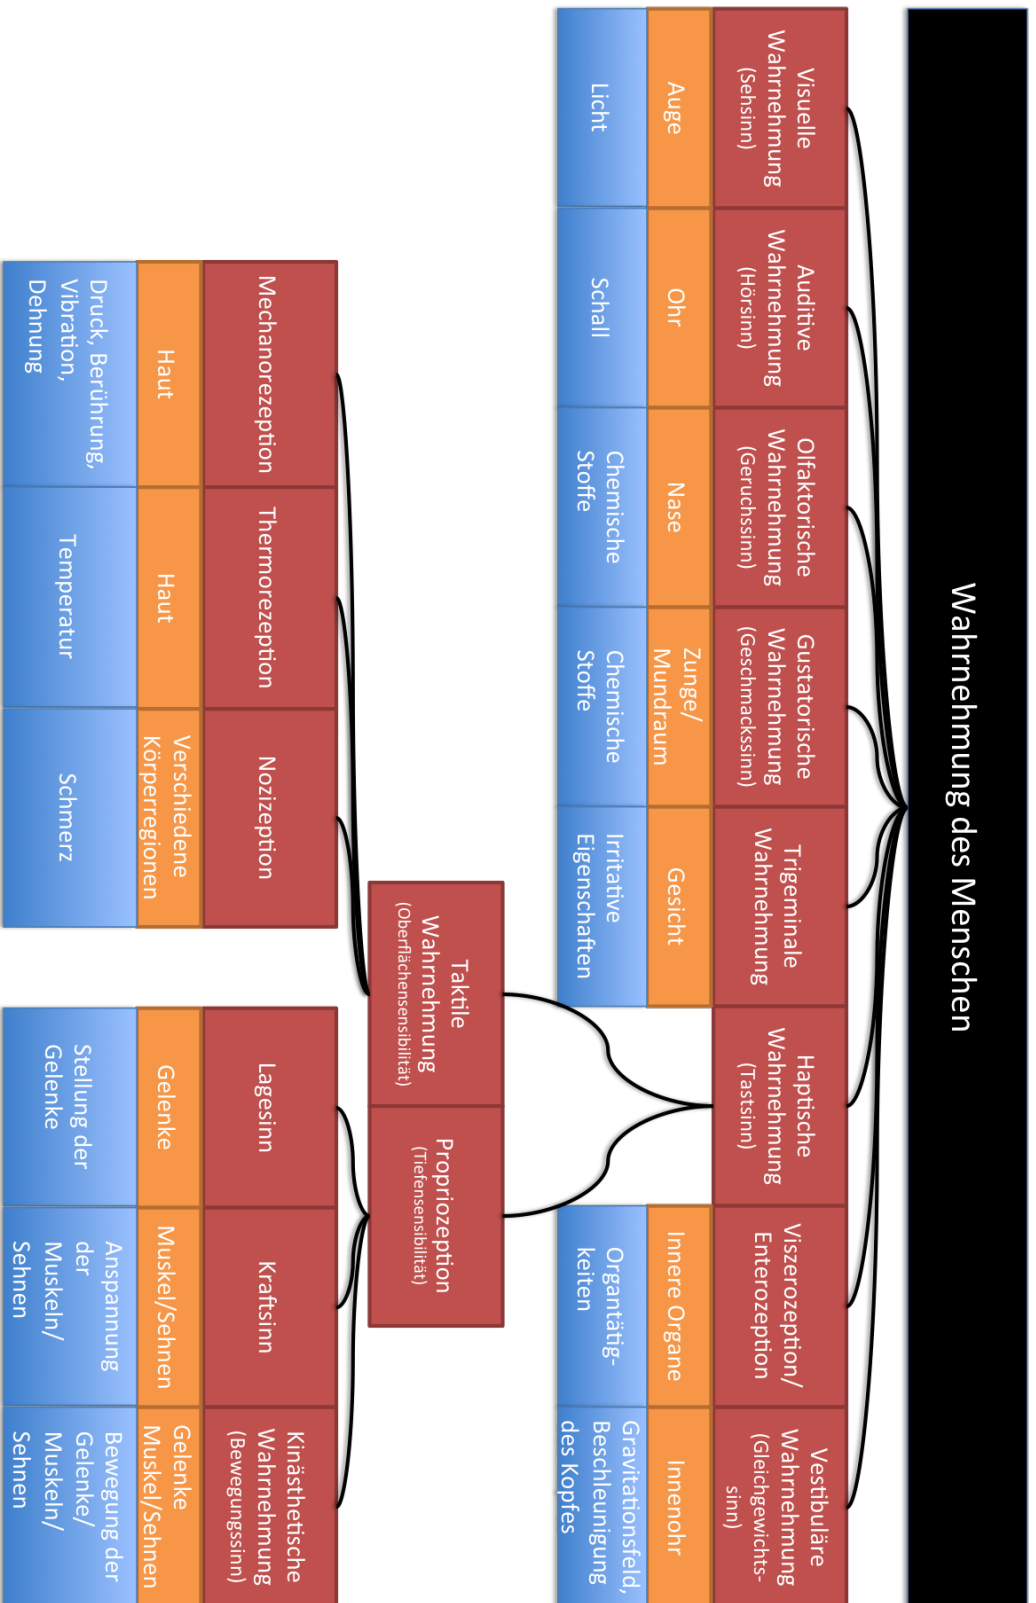 Wahrnehmung des Menschen
Visuelle
Wahrnehmung
(Sehsinn)
Auge
Licht
Auditive
Wahrnehmung
(Hörsinn)
Ohr
Schall
Olfaktorische
Wahrnehmung
(Geruchssinn)
Nase
Chemische
Stoffe
Gustatorische
Wahrnehmung
(Geschmackssinn)
Zunge/
Mundraum
Chemische
Stoffe
Trigeminale
Wahrnehmung
Gesicht
Irritative
Eigenschaften
Haptische
Wahrnehmung
(Tastsinn)
Viszerozeption/
Enterozeption
Innere Organe
Organtätig-
keiten
Vestibuläre
Wahrnehmung
(Gleichgewichts-
sinn)
Innenohr
Gravitationsfeld,
Beschleunigung
des Kopfes
Taktile
Wahrnehmung
(Oberflächensensibilität)
Propriozeption
(Tiefensensibilität)
Mechanorezeption
Haut
Druck, Berührung,
Vibration,
Dehnung
Thermorezeption
Haut
Temperatur
Nozizeption
Verschiedene
Körperregionen
Schmerz
Lagesinn
Gelenke
Stellung der
Gelenke
Kraftsinn
Muskel/Sehnen
Anspannung
der
Muskeln/
Sehnen
Kinästhetische
Wahrnehmung
(Bewegungssinn)
Gelenke
Muskel/Sehnen
Bewegung der
Gelenke/
Muskeln/
Sehnen